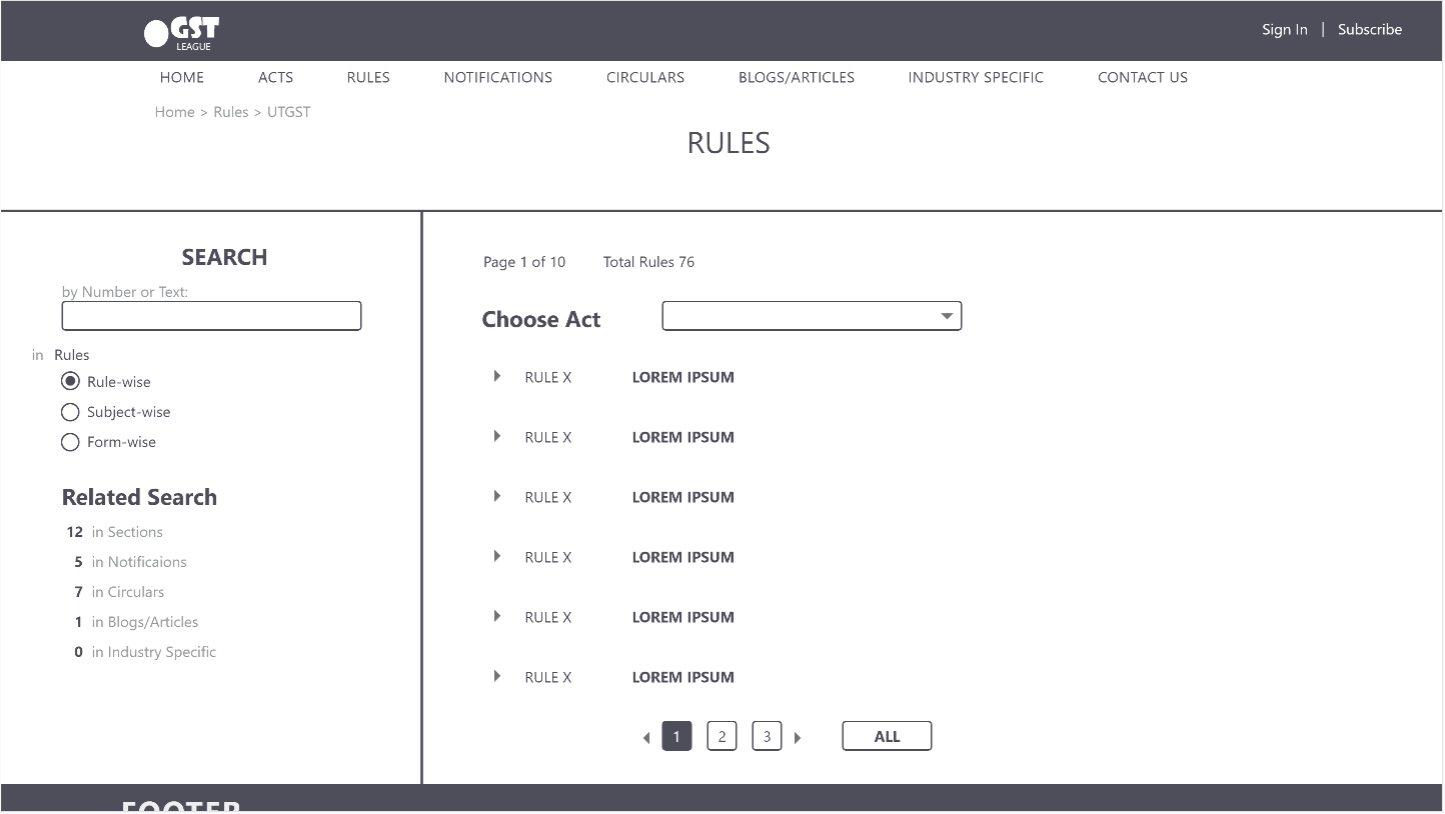 GST
LEAGUE
Sign In | Subscribe
HOME ACTS RULES NOTIFICATIONS CIRCULARS BLOGS/ARTICLES INDUSTRY SPECIFIC CONTACT US
Home > Rules > UTGST
RULES
SEARCH
by Number or Text:
in Rules
Rule-wise
Subject-wise
Form-wise
Related Search
12 in Sections
5 in Notificaions
7 in Circulars
1 in Blogs/Articles
0 in Industry Specific
Page 1 of 10 Total Rules 76
Choose Act
RULE X LOREM IPSUM
RULE X LOREM IPSUM
RULE X LOREM IPSUM
RULE X LOREM IPSUM
RULE X LOREM IPSUM
RULE X LOREM IPSUM
1 2 3 ALL
FOOTER